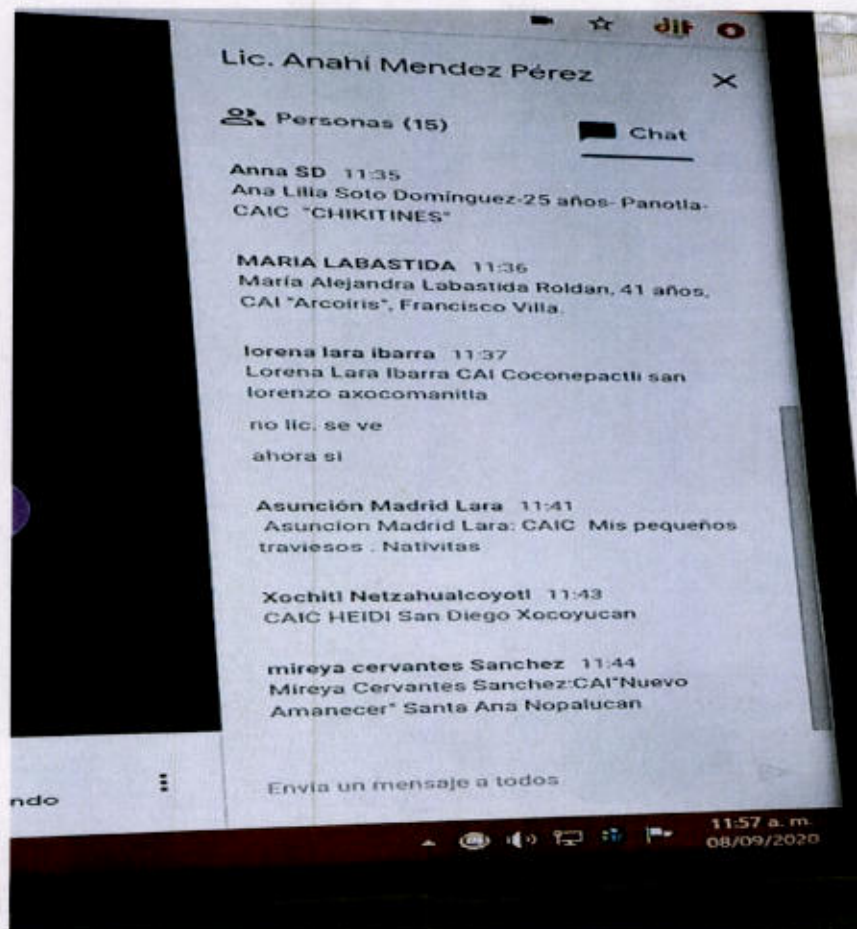 dif
Lic. Anahí Mendez Pérez
Personas (15)
Chat
Anna SD 11:35
Ana Lilia Soto Domínguez-25 años- Panotla-
CAIC "CHIKITINES"
MARIA LABASTIDA 11:36
María Alejandra Labastida Roldan, 41 años,
CAI "Arcoiris", Francisco Villa.
lorena lara ibarra 11:37
Lorena Lara Ibarra CAI Coconepactli san
lorenzo axocomanitla
no lic. se ve
ahora si
Asunción Madrid Lara 11:41
Asuncion Madrid Lara: CAIC Mis pequeños
traviesos . Nativitas
Xochitl Netzahualcoyotl 11:43
CAIC HEIDI San Diego Xocoyucan
mireya cervantes Sanchez 11:44
Mireya Cervantes Sanchez:CAI"Nuevo
Amanecer" Santa Ana Nopalucan
Envía un mensaje a todos
ndo
11:57 a. m.
08/09/2020